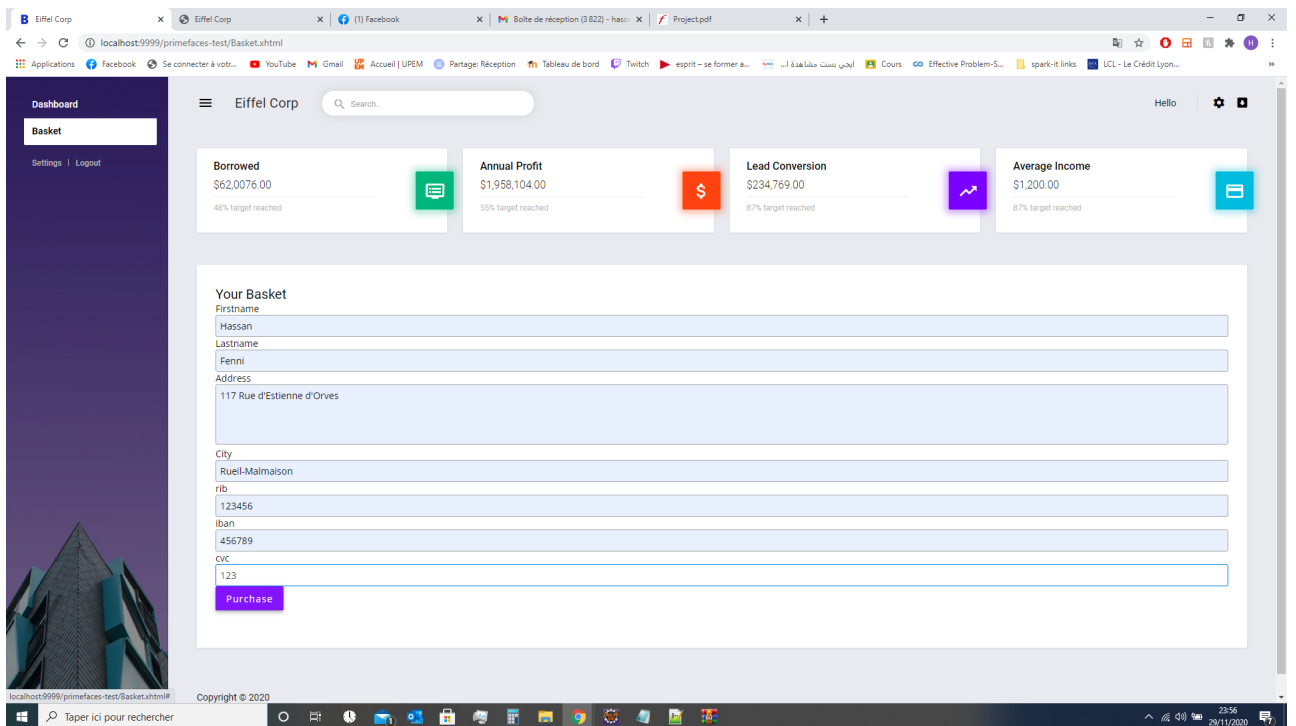 Eiffel Corp
Eiffel Corp
(1) Facebook
Boîte de réception (3 822) - hass
Project.pdf
localhost:9999/primefaces-test/Basket.xhtml
Applications Facebook Se connecter à votr... YouTube Gmail Accueil | UPEM Partage: Réception Tableau de bord Twitch esprit – se former a... ايجي بست مشاهدة ا... Cours Effective Problem-S... spark-it links LCL - Le Crédit Lyon... »
Dashboard
Basket
Settings | Logout
Eiffel Corp
Search..
Hello
Borrowed
$62,0076.00
48% target reached
Annual Profit
$1,958,104.00
55% target reached
Lead Conversion
$234,769.00
87% target reached
Average Income
$1,200.00
87% target reached
Your Basket
Firstname
Hassan
Lastname
Fenni
Address
117 Rue d'Estienne d'Orves
City
Rueil-Malmaison
rib
123456
iban
456789
cvc
123
Purchase
localhost:9999/primefaces-test/Basket.xhtml#
Copyright © 2020
Taper ici pour rechercher
23:56
29/11/2020